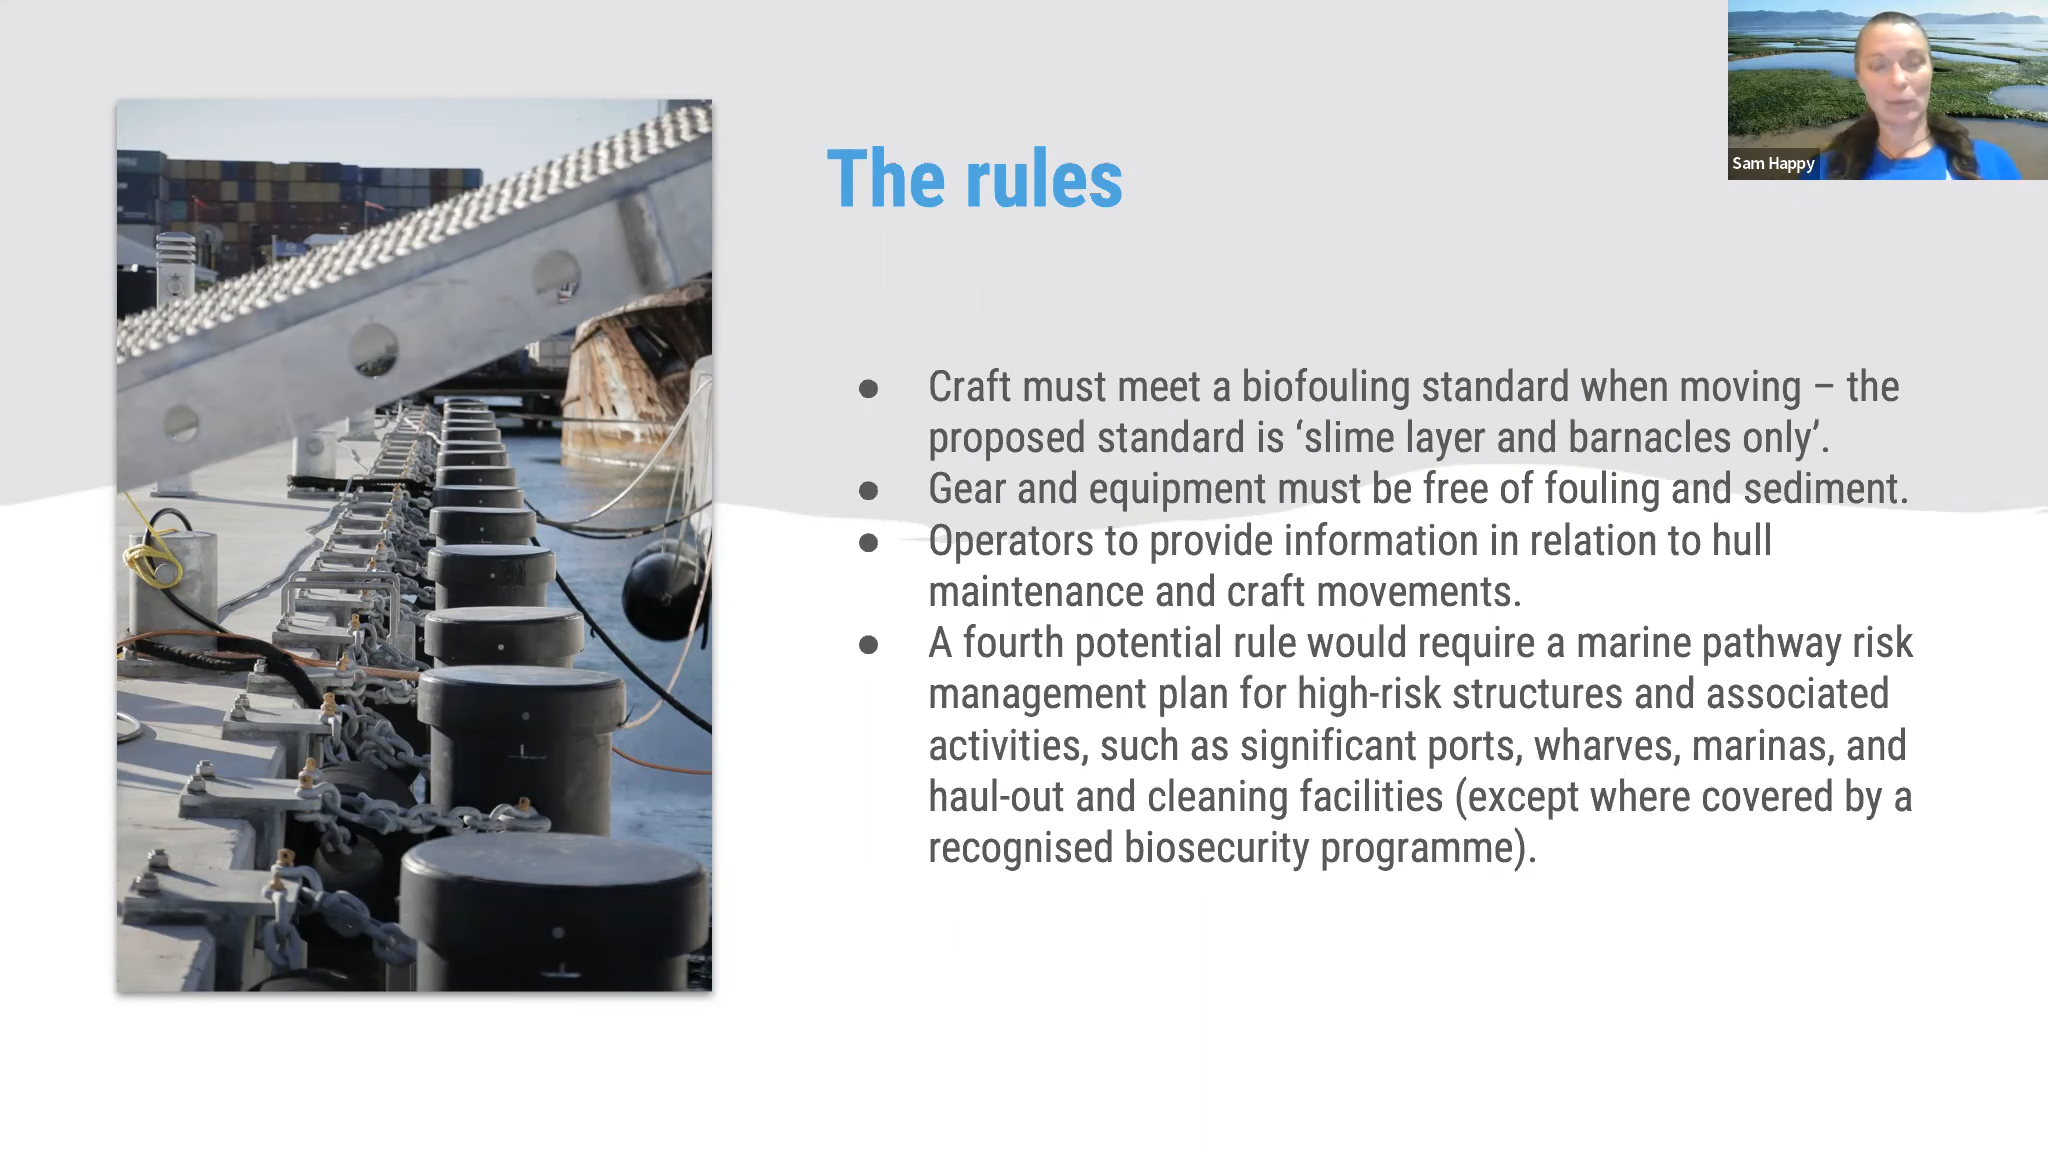 The rules
Sam Happy
● Craft must meet a biofouling standard when moving – the
proposed standard is ‘slime layer and barnacles only’.
● Gear and equipment must be free of fouling and sediment.
● Operators to provide information in relation to hull
maintenance and craft movements.
● A fourth potential rule would require a marine pathway risk
management plan for high-risk structures and associated
activities, such as significant ports, wharves, marinas, and
haul-out and cleaning facilities (except where covered by a
recognised biosecurity programme).